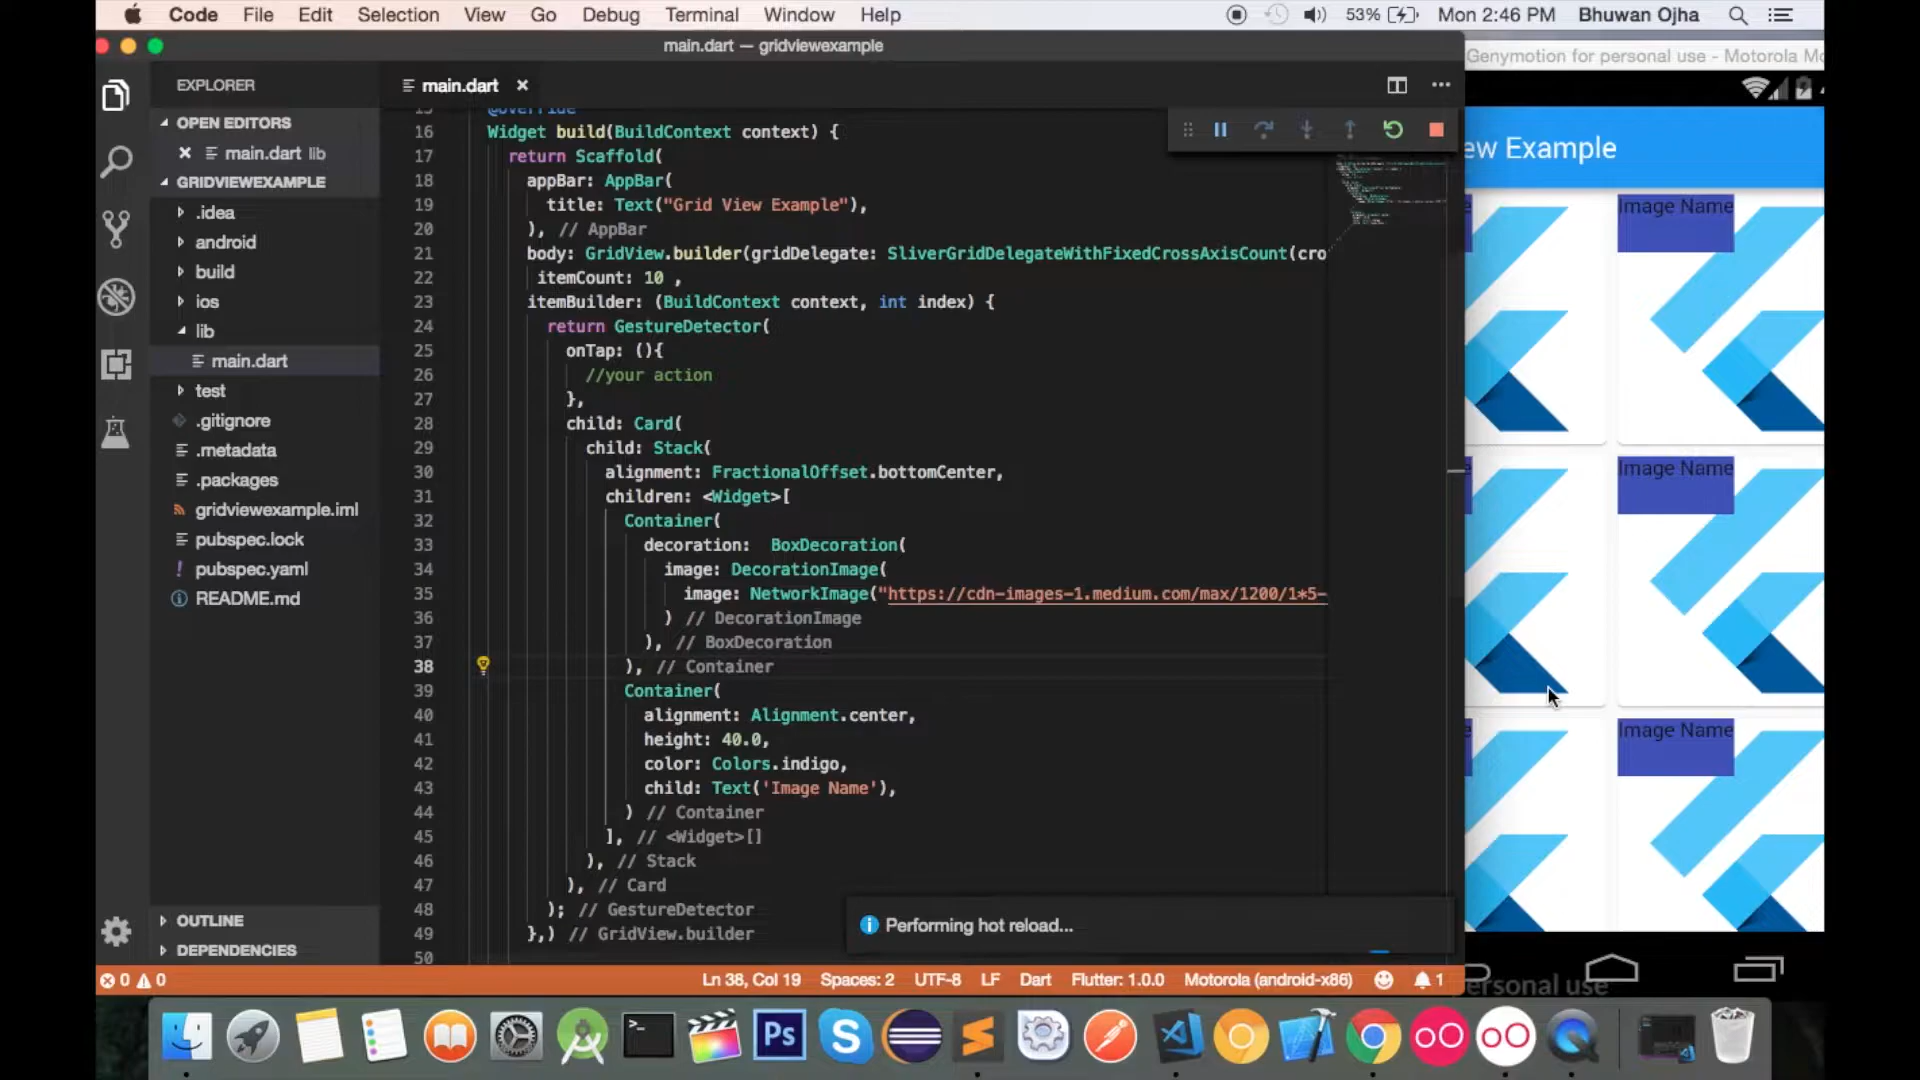 Code File Edit Selection View Go Debug Terminal Window Help 53% Mon 2:46 PM Bhuwan Ojha
main.dart — gridviewexample
Genymotion for personal use - Motorola Mo
EXPLORER
main.dart
OPEN EDITORS
main.dart lib
GRIDVIEWEXAMPLE
.idea
android
build
ios
lib
main.dart
test
.gitignore
.metadata
.packages
gridviewexample.iml
pubspec.lock
pubspec.yaml
README.md
OUTLINE
DEPENDENCIES
15 @override
16 Widget build(BuildContext context) {
17 return Scaffold(
18 appBar: AppBar(
19 title: Text("Grid View Example"),
20 ), // AppBar
21 body: GridView.builder(gridDelegate: SliverGridDelegateWithFixedCrossAxisCount(cro
22 itemCount: 10 ,
23 itemBuilder: (BuildContext context, int index) {
24 return GestureDetector(
25 onTap: (){
26 //your action
27 },
28 child: Card(
29 child: Stack(
30 alignment: FractionalOffset.bottomCenter,
31 children: <Widget>[
32 Container(
33 decoration: BoxDecoration(
34 image: DecorationImage(
35 image: NetworkImage("https://cdn-images-1.medium.com/max/1200/1*5-
36 ) // DecorationImage
37 ), // BoxDecoration
38 ), // Container
39 Container(
40 alignment: Alignment.center,
41 height: 40.0,
42 color: Colors.indigo,
43 child: Text('Image Name'),
44 ) // Container
45 ], // <Widget>[]
46 ), // Stack
47 ), // Card
48 ); // GestureDetector
49 },) // GridView.builder
50
Performing hot reload...
ew Example
e Image Name
e Image Name
e Image Name
ersonal use
0 0 Ln 38, Col 19 Spaces: 2 UTF-8 LF Dart Flutter: 1.0.0 Motorola (android-x86) 1
Ps